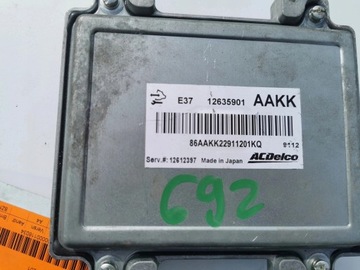 E37 12635901 AAKK
86AAKK22911201KQ 9112
Serv.#: 12612397 Made in Japan ACDelco
692